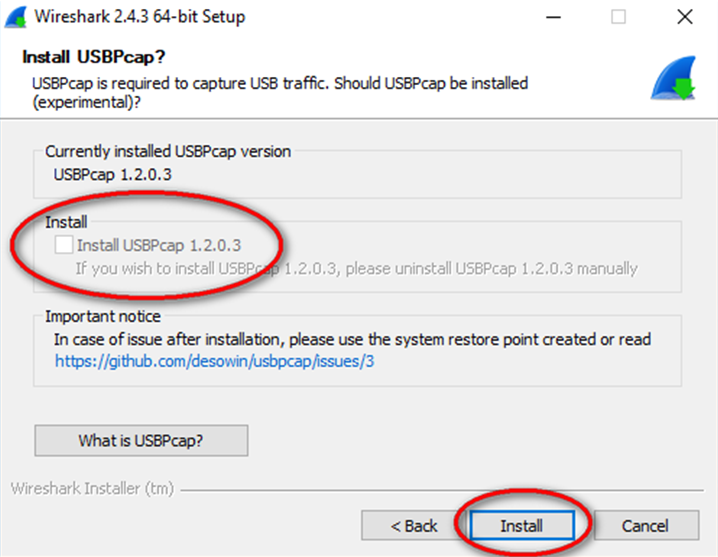 Wireshark 2.4.3 64-bit Setup
Install USBPcap?
USBPcap is required to capture USB traffic. Should USBPcap be installed
(experimental)?
Currently installed USBPcap version
USBPcap 1.2.0.3
Install
Install USBPcap 1.2.0.3
If you wish to install USBPcap 1.2.0.3, please uninstall USBPcap 1.2.0.3 manually
Important notice
In case of issue after installation, please use the system restore point created or read
https://github.com/desowin/usbpcap/issues/3
What is USBPcap?
Wireshark Installer (tm)
< Back
Install
Cancel